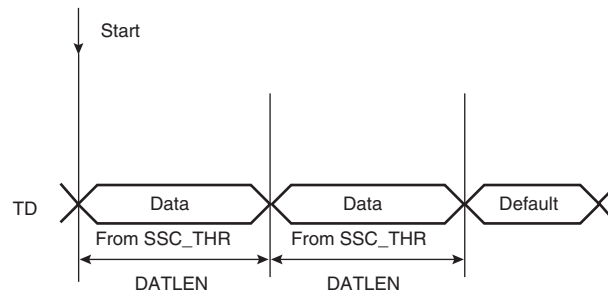 Start
TD
Data
Data
Default
From SSC_THR
From SSC_THR
DATLEN
DATLEN